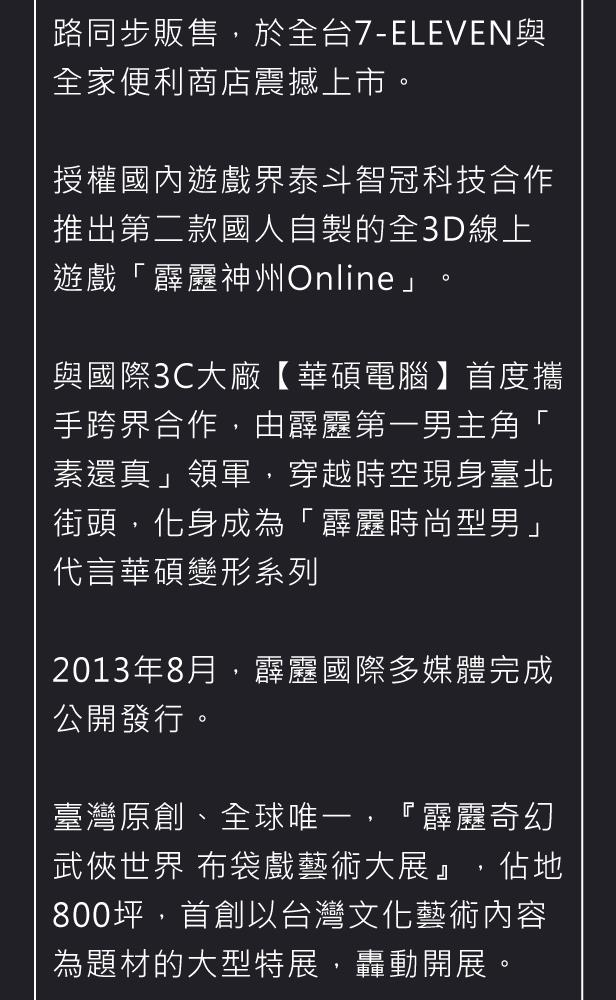 路同步販售，於全台7-ELEVEN與
全家便利商店震撼上市。
授權國內遊戲界泰斗智冠科技合作
推出第二款國人自製的全3D線上
遊戲「霹靂神州Online」。
與國際3C大廠【華碩電腦】首度攜
手跨界合作，由霹靂第一男主角「
素還真」領軍，穿越時空現身臺北
街頭，化身成為「霹靂時尚型男」
代言華碩變形系列
2013年8月，霹靂國際多媒體完成
公開發行。
臺灣原創、全球唯一，『霹靂奇幻
武俠世界 布袋戲藝術大展』，佔地
800坪，首創以台灣文化藝術內容
為題材的大型特展，轟動開展。